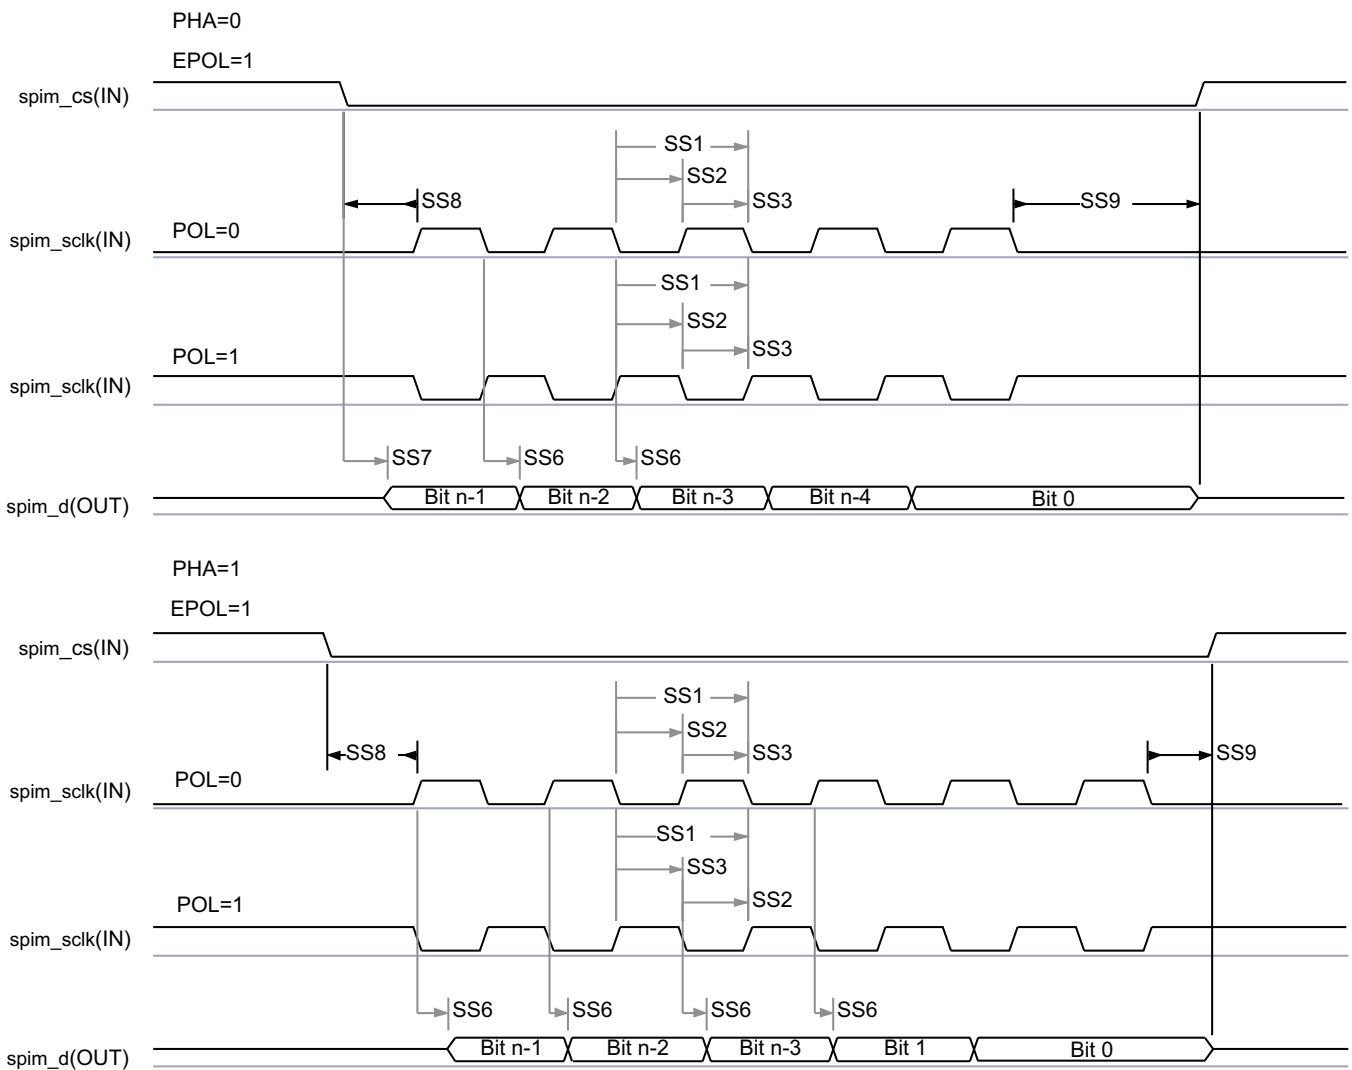 PHA=0
EPOL=1
spim_cs(IN)
SS1
SS2
SS8
SS3
SS9
POL=0
spim_sclk(IN)
SS1
SS2
SS3
POL=1
spim_sclk(IN)
SS7
SS6
SS6
spim_d(OUT)
Bit n-1
Bit n-2
Bit n-3
Bit n-4
Bit 0
PHA=1
EPOL=1
spim_cs(IN)
SS1
SS2
SS8
SS3
SS9
POL=0
spim_sclk(IN)
SS1
SS3
SS2
POL=1
spim_sclk(IN)
SS6
SS6
SS6
SS6
spim_d(OUT)
Bit n-1
Bit n-2
Bit n-3
Bit 1
Bit 0